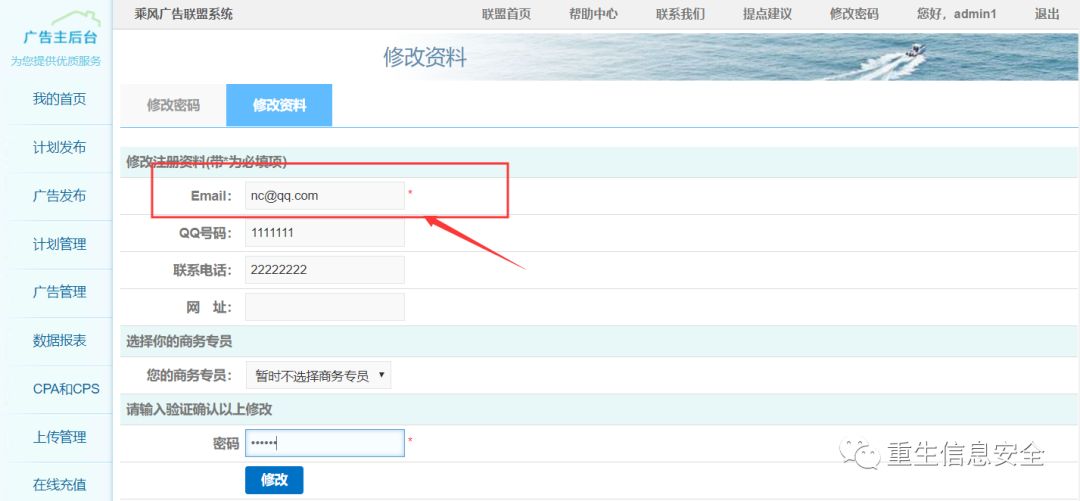 乘风广告联盟系统 联盟首页 帮助中心 联系我们 提点建议 修改密码 您好，admin1 退出
广告主后台
为您提供优质服务
我的首页
计划发布
广告发布
计划管理
广告管理
数据报表
CPA和CPS
上传管理
在线充值
修改资料
修改密码 修改资料
修改注册资料(带*为必填项)
Email： nc@qq.com *
QQ号码： 1111111
联系电话： 22222222
网 址：
选择你的商务专员
您的商务专员： 暂时不选择商务专员
请输入验证确认以上修改
密码 •••••• *
修改
重生信息安全